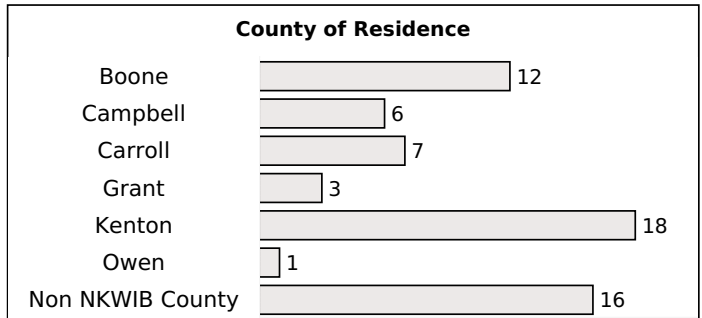 County of Residence
Boone 12
Campbell 6
Carroll 7
Grant 3
Kenton 18
Owen 1
Non NKWIB County 16